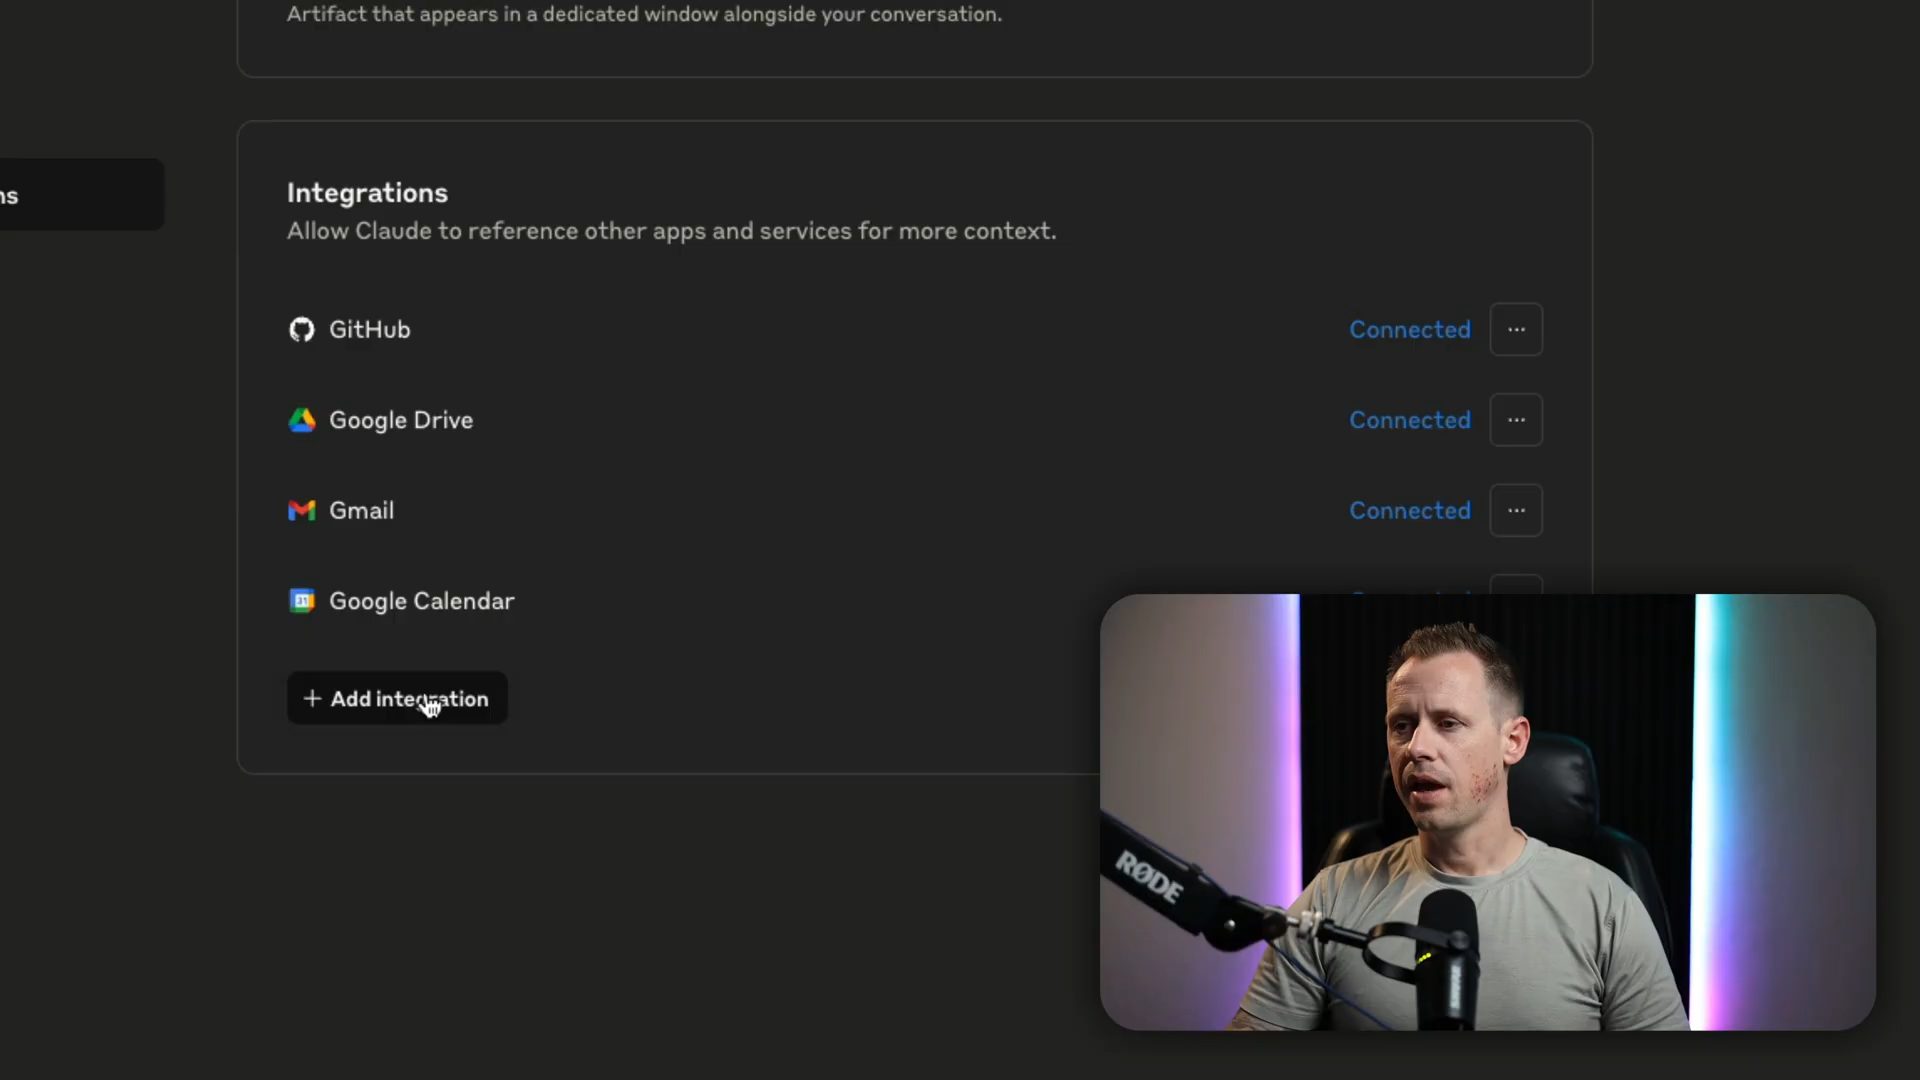 Artifact that appears in a dedicated window alongside your conversation.
ns
Integrations
Allow Claude to reference other apps and services for more context.
GitHub
Connected
Google Drive
Connected
Gmail
Connected
31
Google Calendar
+ Add integration
RØDE